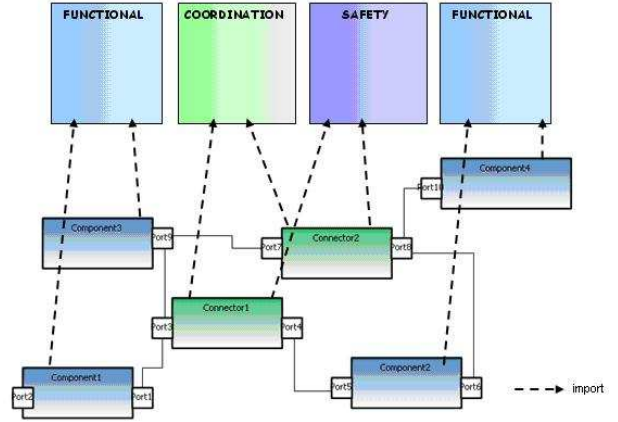 FUNCTIONAL
COORDINATION
SAFETY
FUNCTIONAL
Component4
Port10
Component3
Port9
Port7
Connector2
Port8
Connector1
Port3
Port4
Component1
Port2
Port1
Component2
Port5
Port6
import